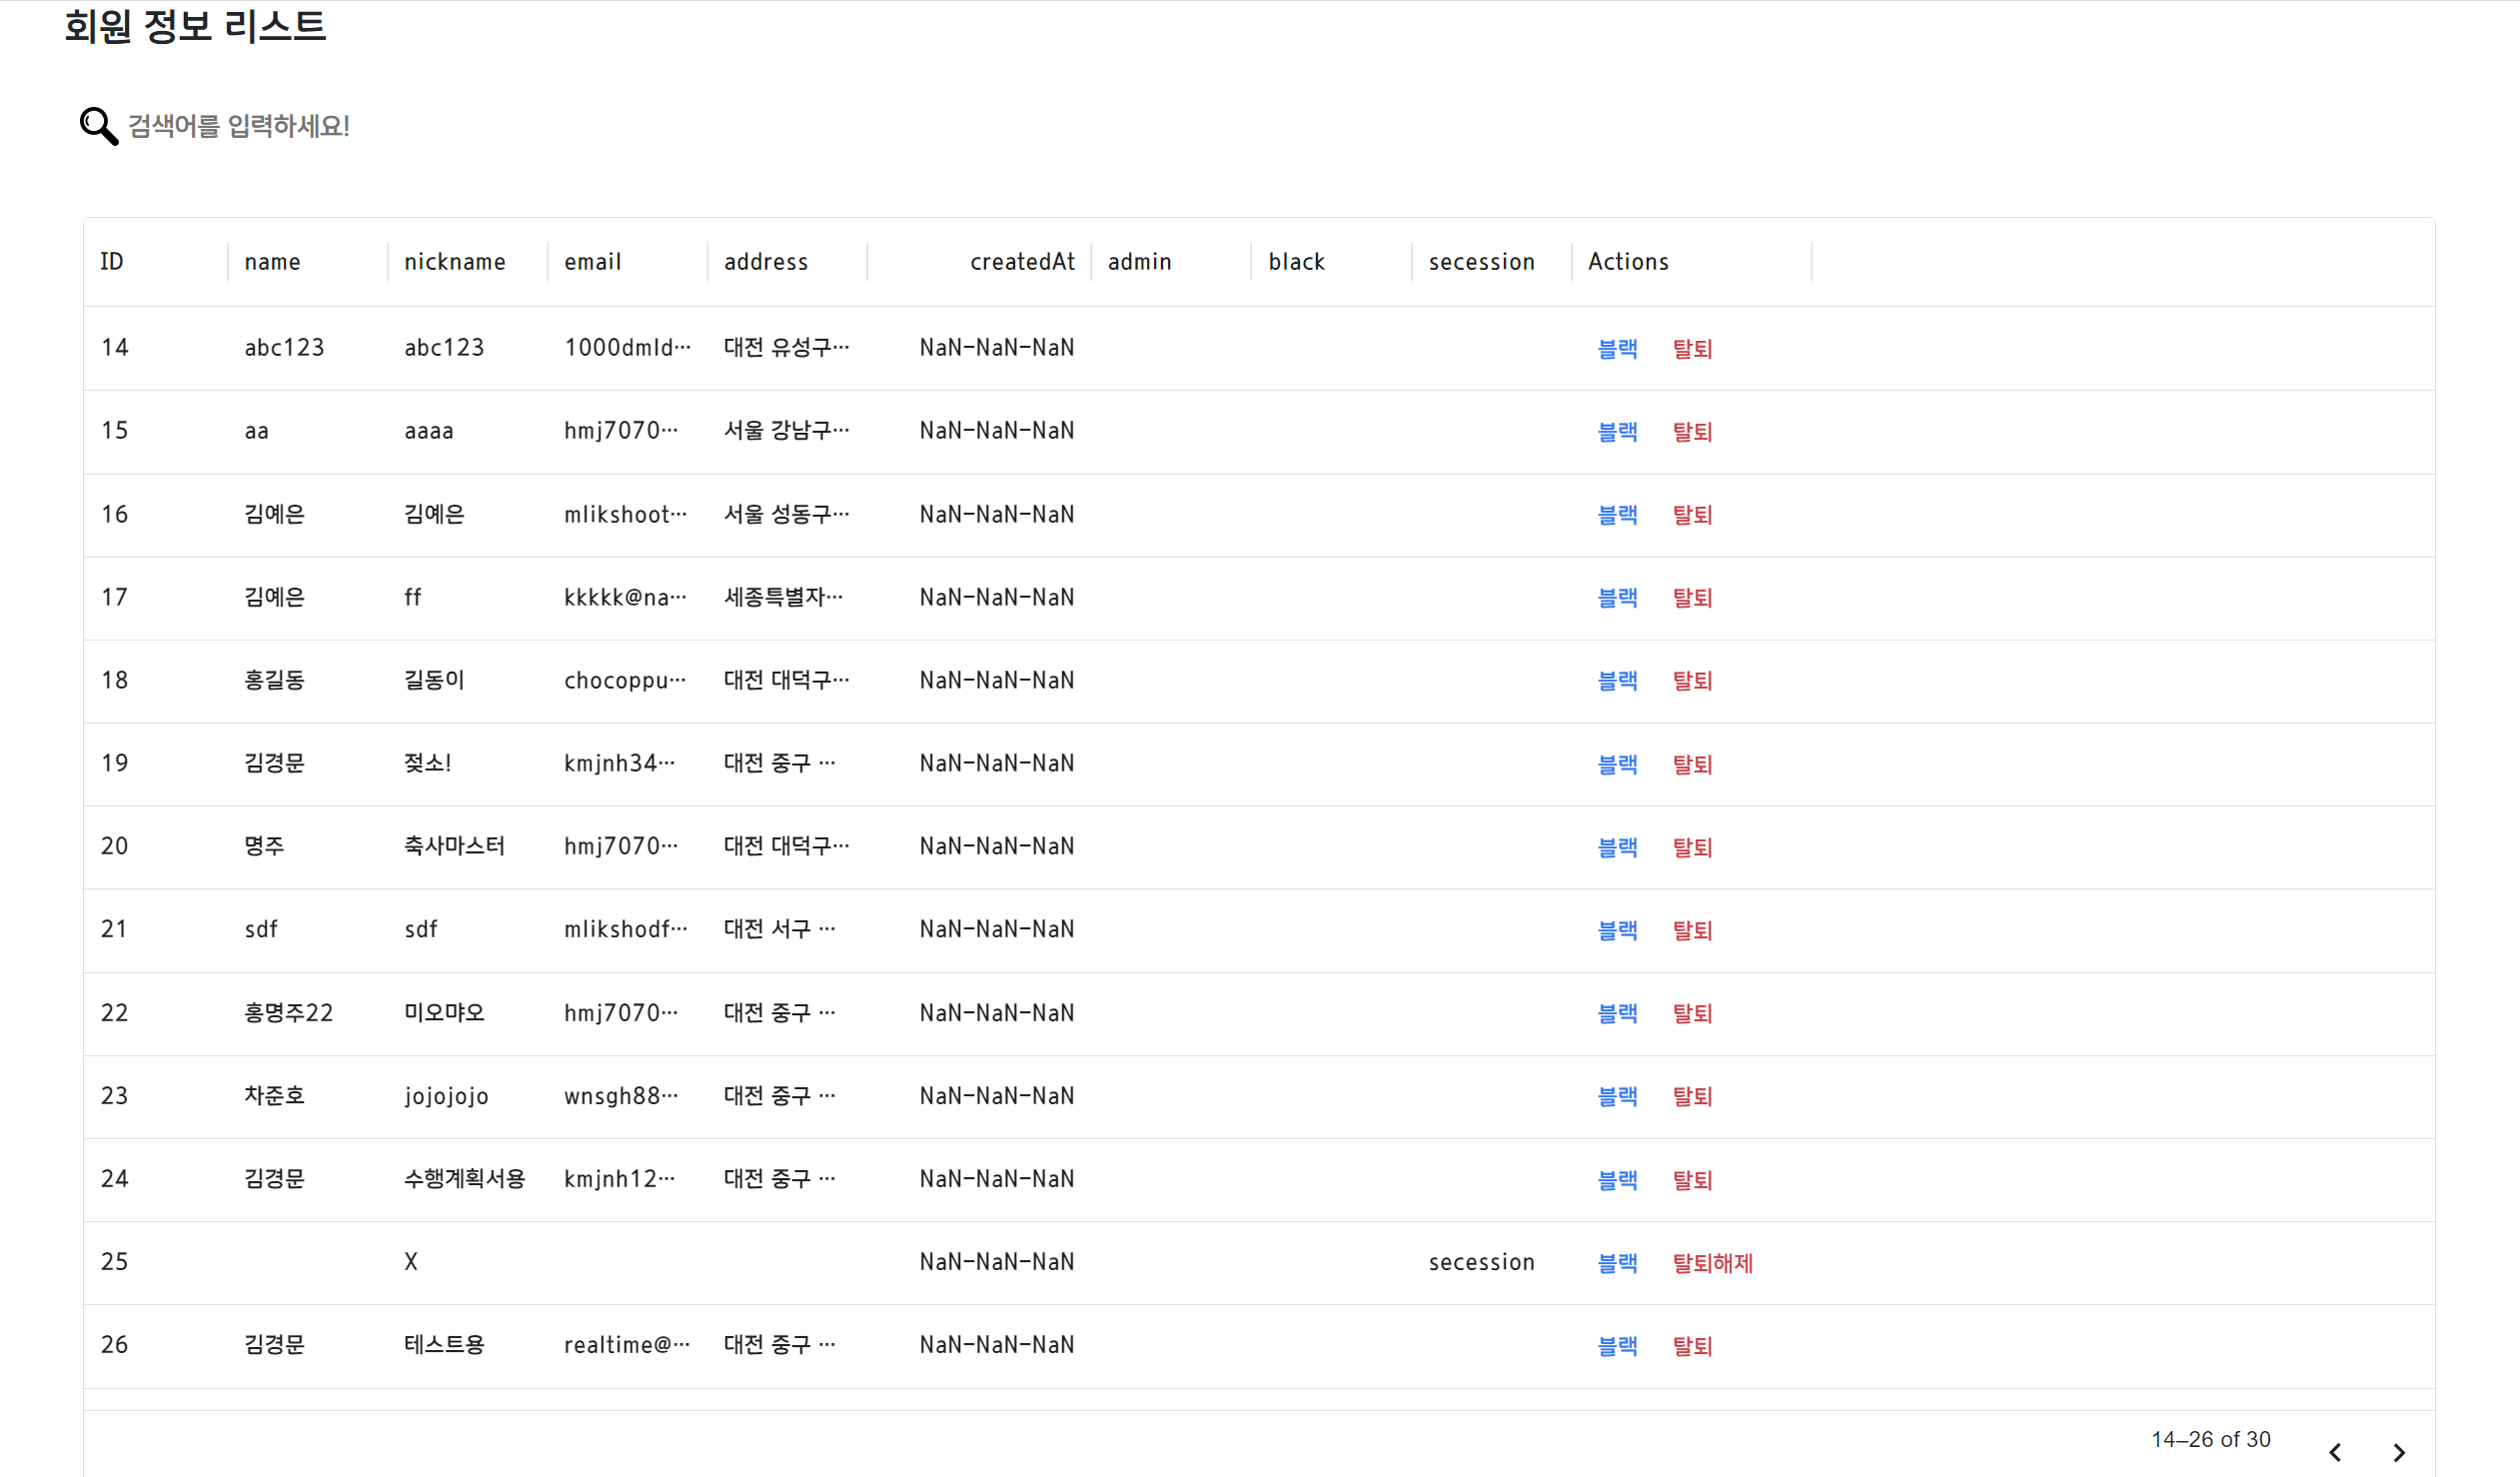 회원 정보 리스트
검색어를 입력하세요!
ID name nickname email address createdAt admin black secession Actions
14 abc123 abc123 1000dmld… 대전 유성구… NaN-NaN-NaN 블랙 탈퇴
15 aa aaaa hmj7070… 서울 강남구… NaN-NaN-NaN 블랙 탈퇴
16 김예은 김예은 mlikshoot… 서울 성동구… NaN-NaN-NaN 블랙 탈퇴
17 김예은 ff kkkkk@na… 세종특별자… NaN-NaN-NaN 블랙 탈퇴
18 홍길동 길동이 chocoppu… 대전 대덕구… NaN-NaN-NaN 블랙 탈퇴
19 김경문 젖소! kmjnh34… 대전 중구 … NaN-NaN-NaN 블랙 탈퇴
20 명주 축사마스터 hmj7070… 대전 대덕구… NaN-NaN-NaN 블랙 탈퇴
21 sdf sdf mlikshodf… 대전 서구 … NaN-NaN-NaN 블랙 탈퇴
22 홍명주22 미오먀오 hmj7070… 대전 중구 … NaN-NaN-NaN 블랙 탈퇴
23 차준호 jojojojo wnsgh88… 대전 중구 … NaN-NaN-NaN 블랙 탈퇴
24 김경문 수행계획서용 kmjnh12… 대전 중구 … NaN-NaN-NaN 블랙 탈퇴
25 X NaN-NaN-NaN secession 블랙 탈퇴해제
26 김경문 테스트용 realtime@… 대전 중구 … NaN-NaN-NaN 블랙 탈퇴
14–26 of 30